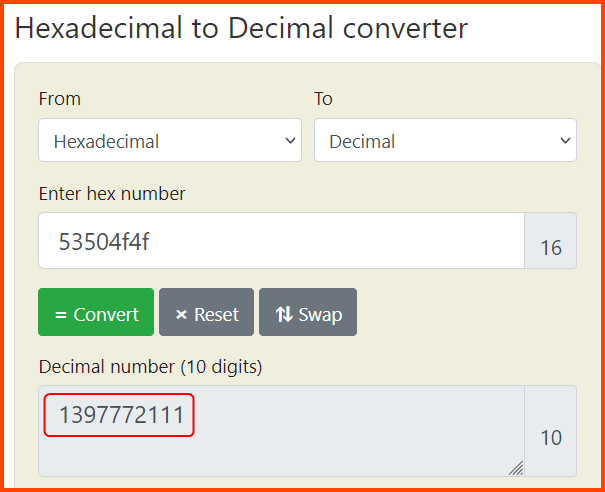 Hexadecimal to Decimal converter
From To
Hexadecimal Decimal
Enter hex number
53504f4f 16
= Convert × Reset Swap
Decimal number (10 digits)
1397772111 10